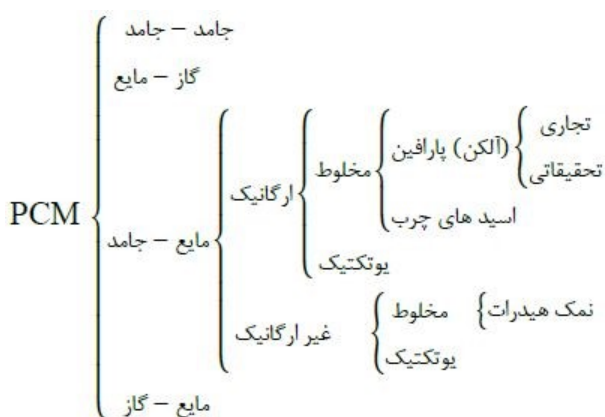 جامد – جامد
گاز – مایع
PCM
مایع – جامد
ارگانیک
مخلوط
(آلکن) پارافین
تجاری
تحقیقاتی
اسید های چرب
یوتکتیک
غیر ارگانیک
مخلوط
نمک هیدرات
یوتکتیک
مایع – گاز